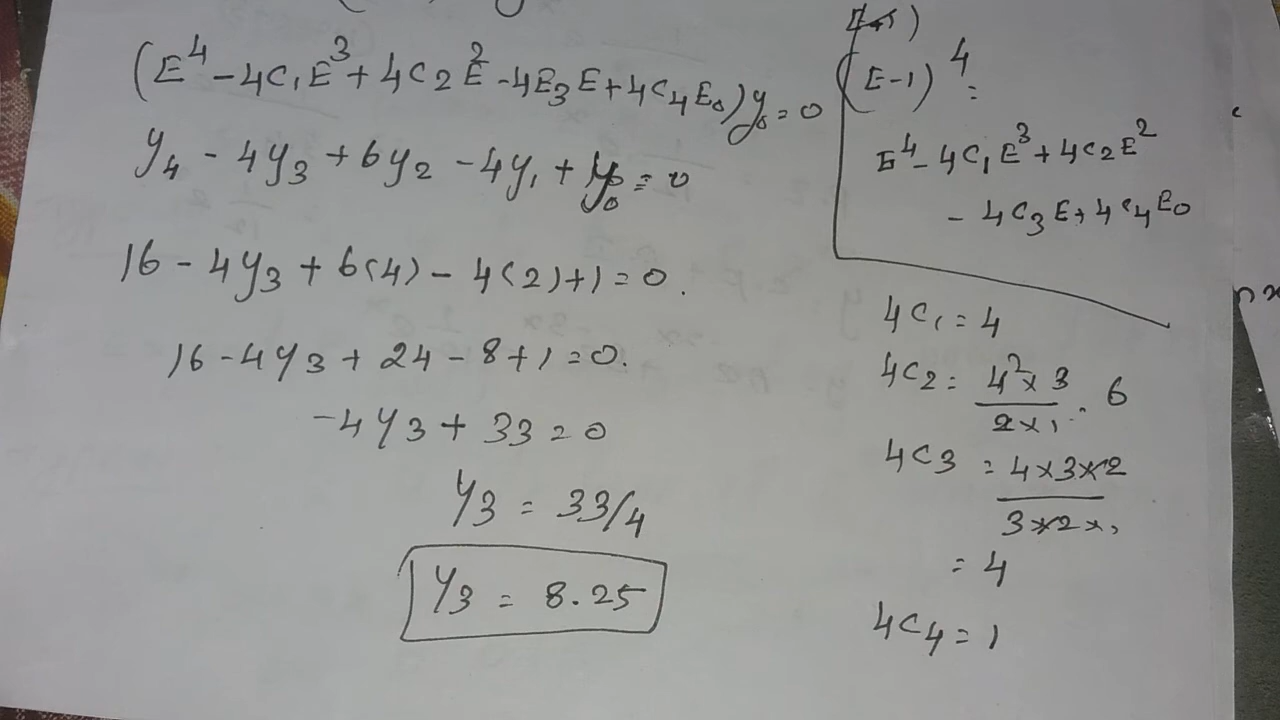 (E⁴ - 4C₁E³ + 4C₂E² - 4E₃E + 4C₄E₀)y₀ = 0
y₄ - 4y₃ + 6y₂ - 4y₁ + y₀ = 0
16 - 4y₃ + 6(4) - 4(2) + 1 = 0.
16 - 4y₃ + 24 - 8 + 1 = 0.
-4y₃ + 33 = 0
y₃ = 33/4
y₃ = 8.25
(E-1)⁴ =
E⁴ - 4C₁E³ + 4C₂E²
- 4C₃E + 4C₄E₀
4C₁ = 4
4C₂ = 4² × 3 / 2×1 . 6
4C₃ = 4×3×2 / 3×2×1
= 4
4C₄ = 1